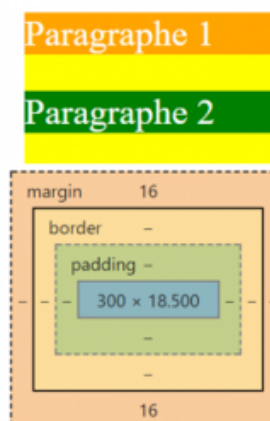 Paragraphe 1
Paragraphe 2
margin 16
border –
padding –
– – – 300 × 18.500 – – –
–
–
16